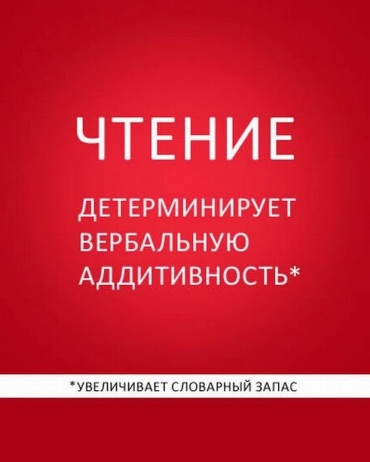 ЧТЕНИЕ
ДЕТЕРМИНИРУЕТ
ВЕРБАЛЬНУЮ
АДДИТИВНОСТЬ*
*УВЕЛИЧИВАЕТ СЛОВАРНЫЙ ЗАПАС